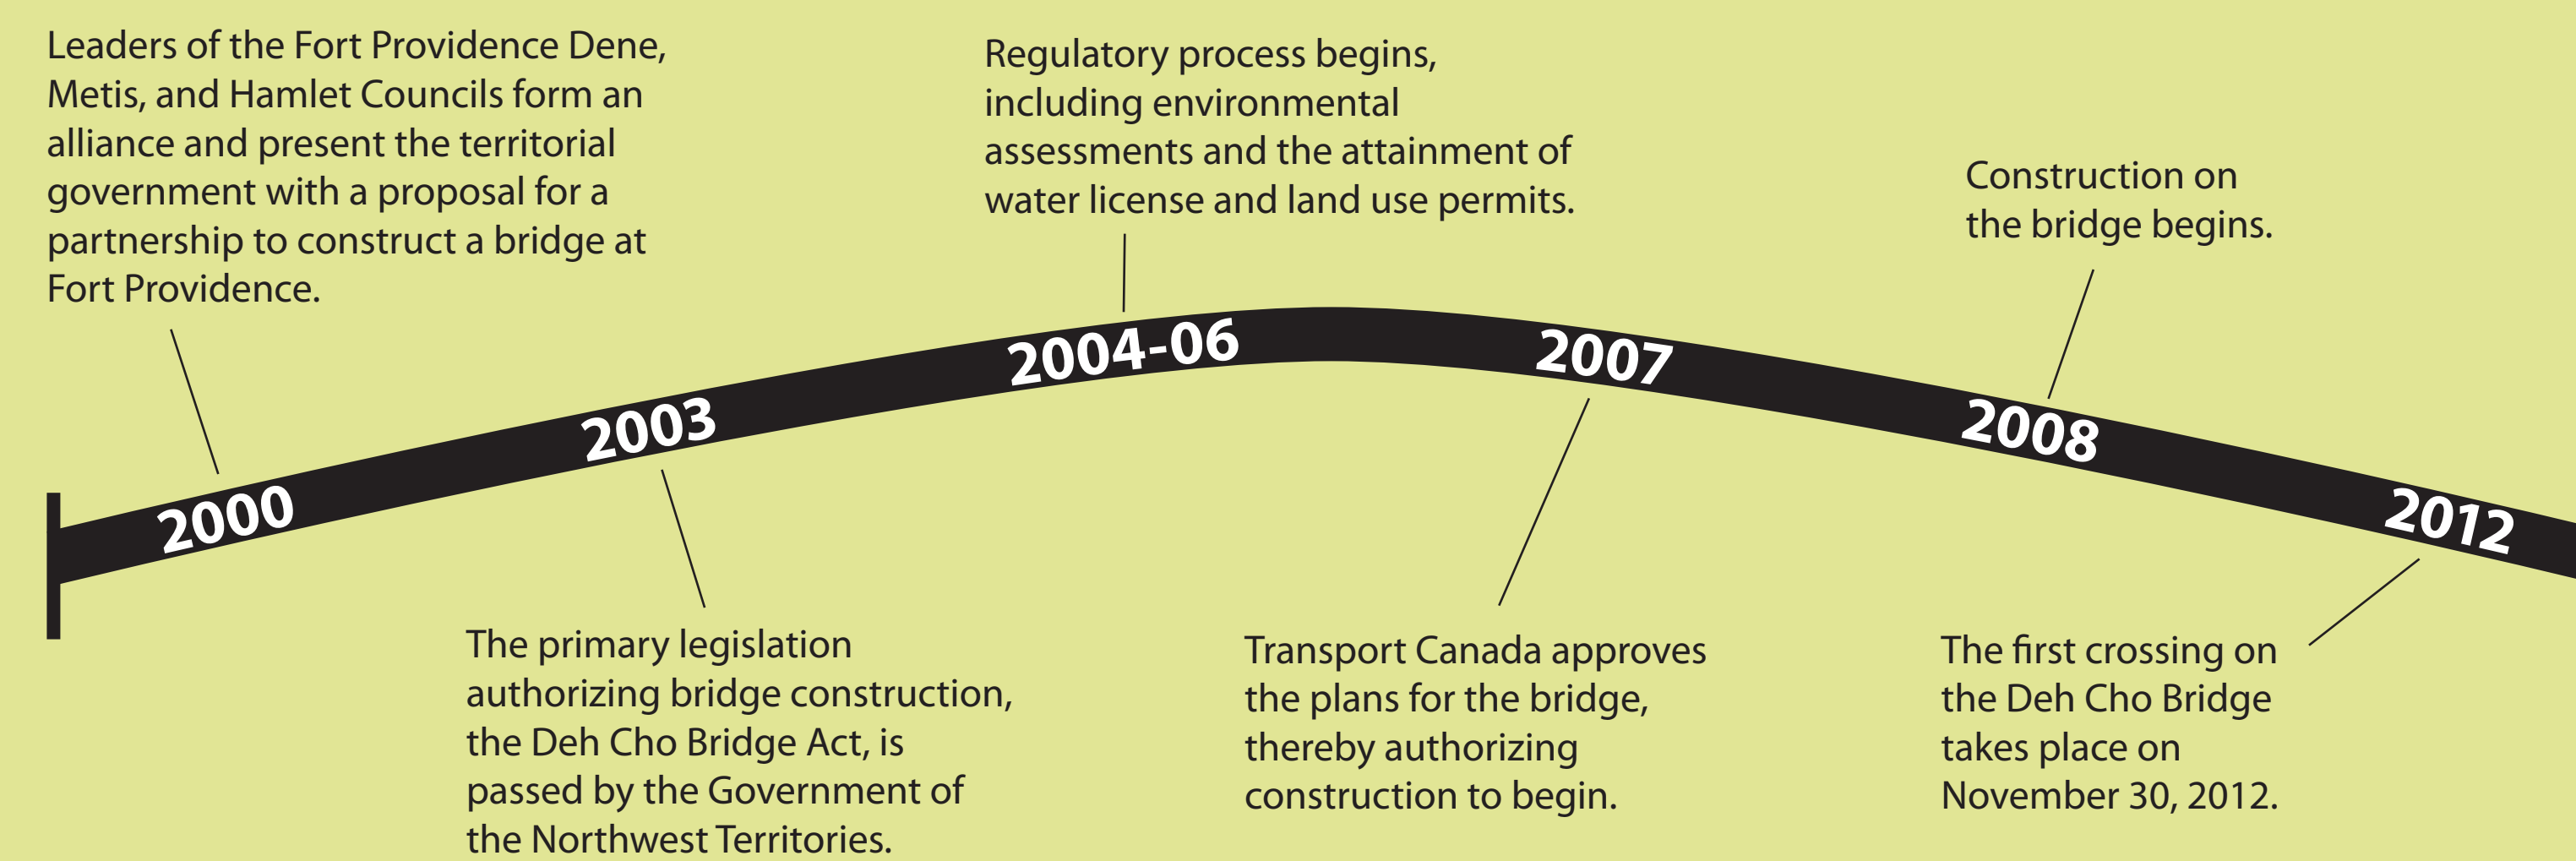 Leaders of the Fort Providence Dene,
Metis, and Hamlet Councils form an
alliance and present the territorial
government with a proposal for a
partnership to construct a bridge at
Fort Providence.
2000
2003
The primary legislation
authorizing bridge construction,
the Deh Cho Bridge Act, is
passed by the Government of
the Northwest Territories.
Regulatory process begins,
including environmental
assessments and the attainment of
water license and land use permits.
2004-06
2007
Transport Canada approves
the plans for the bridge,
thereby authorizing
construction to begin.
Construction on
the bridge begins.
2008
2012
The first crossing on
the Deh Cho Bridge
takes place on
November 30, 2012.